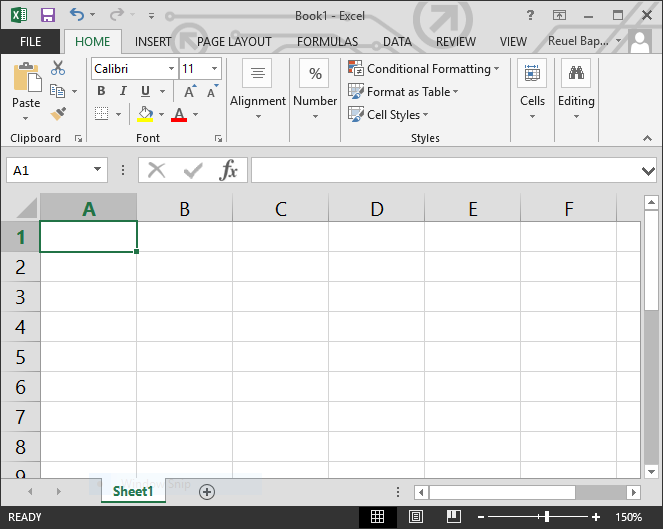 Book1 - Excel
?
FILE HOME INSERT PAGE LAYOUT FORMULAS DATA REVIEW VIEW Reuel Bap...
Paste
Clipboard
Calibri 11
B I U A A
A
Font
Alignment
%
Number
Conditional Formatting
Format as Table
Cell Styles
Styles
Cells
Editing
A1 fx
A B C D E F
1
2
3
4
5
6
7
8
9
Window Snip
Sheet1
READY 150%